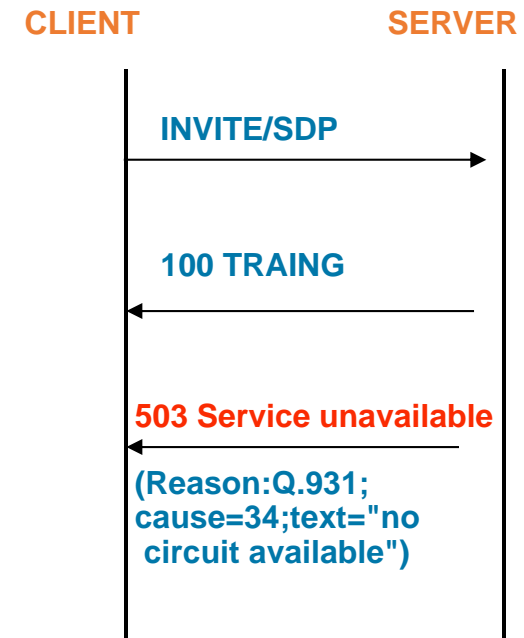 CLIENT SERVER
INVITE/SDP
100 TRAING
503 Service unavailable
(Reason:Q.931;
cause=34;text="no
circuit available")